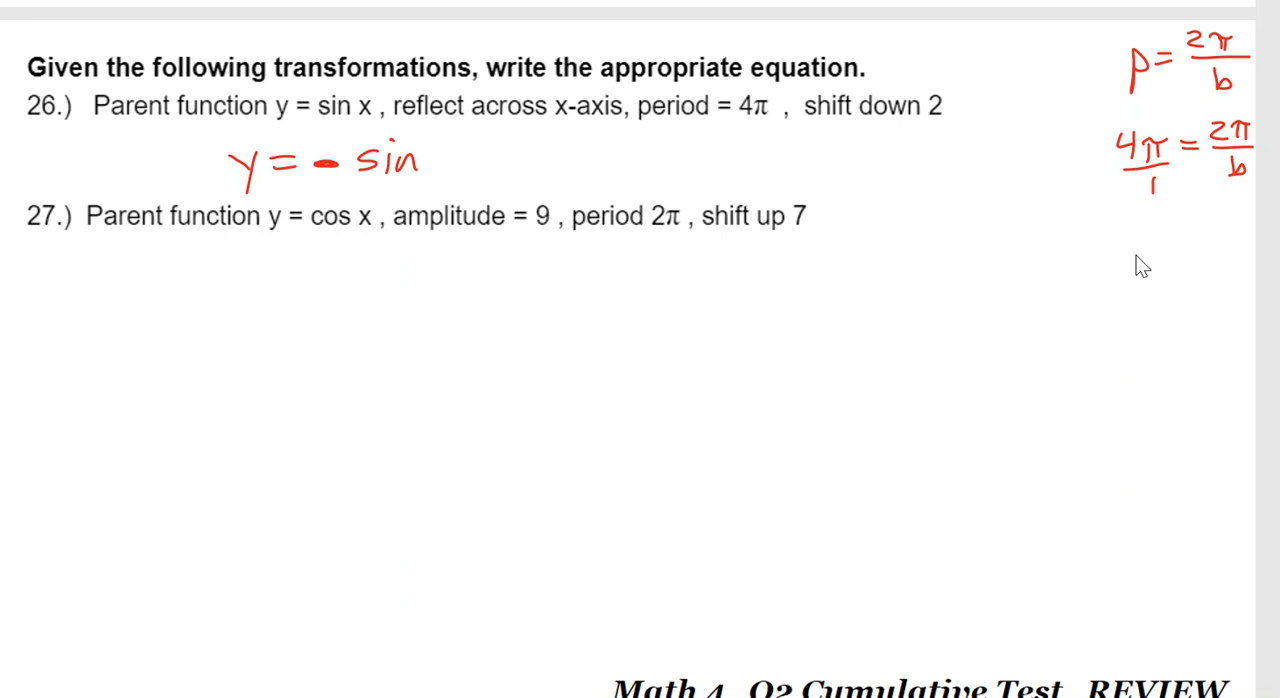 Given the following transformations, write the appropriate equation.
26.) Parent function y = sin x , reflect across x-axis, period = 4π , shift down 2
y = - sin
27.) Parent function y = cos x , amplitude = 9 , period 2π , shift up 7
p = 2π/b
4π/1 = 2π/b
Math 4 Q2 Cumulative Test REVIEW